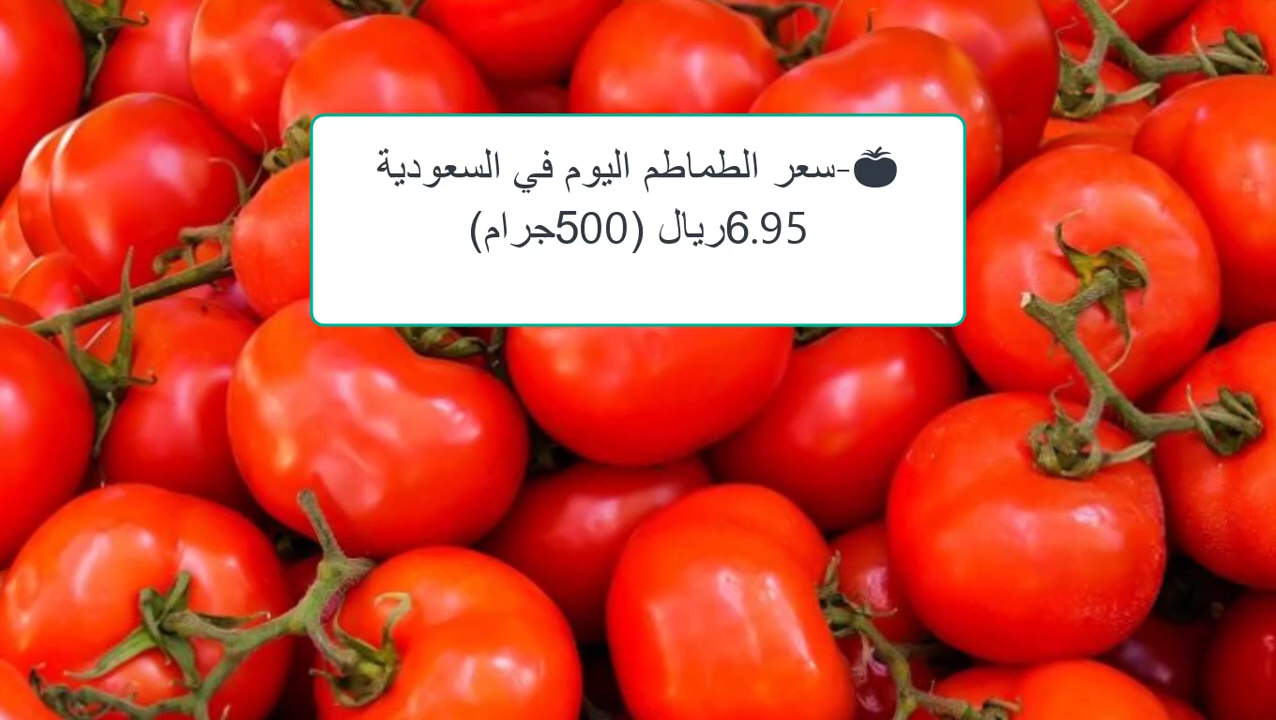 🍅-سعر الطماطم اليوم في السعودية
6.95ريال (500جرام)